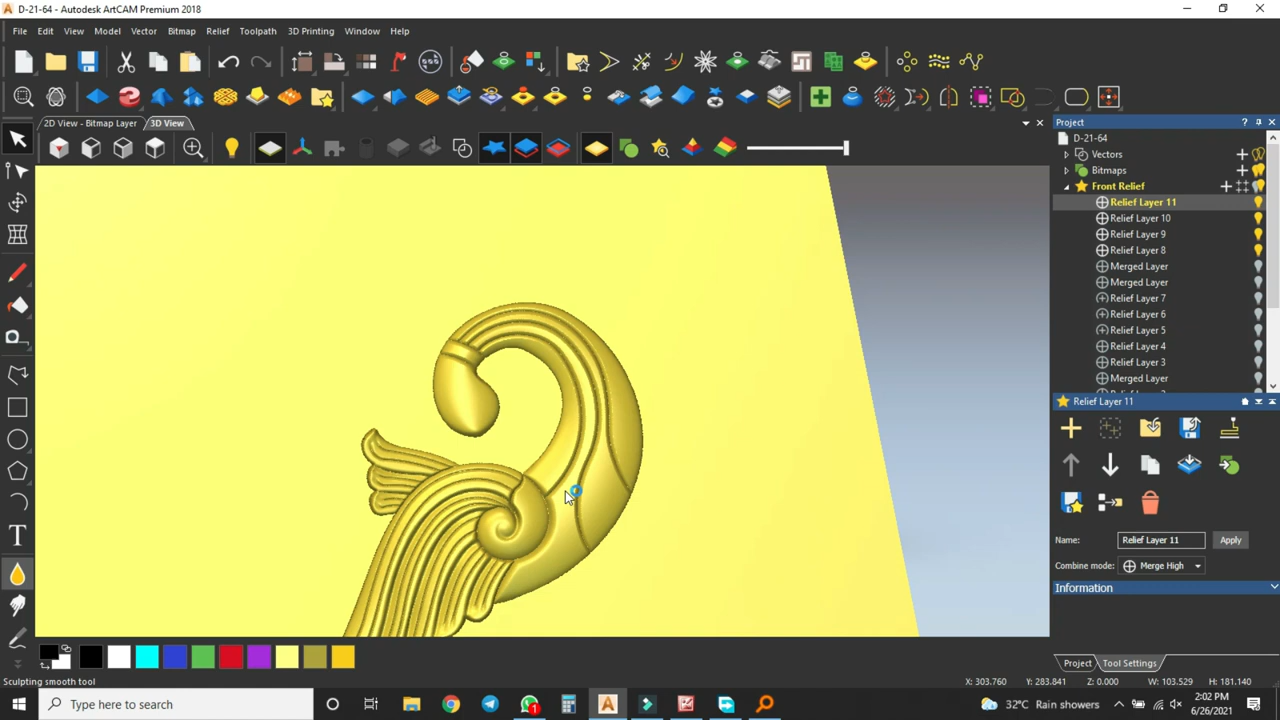 D-21-64 - Autodesk ArtCAM Premium 2018
File Edit View Model Vector Bitmap Relief Toolpath 3D Printing Window Help
2D View - Bitmap Layer 3D View
Project
D-21-64
Vectors
Bitmaps
Front Relief
Relief Layer 11
Relief Layer 10
Relief Layer 9
Relief Layer 8
Merged Layer
Merged Layer
Relief Layer 7
Relief Layer 6
Relief Layer 5
Relief Layer 4
Relief Layer 3
Merged Layer
Relief Layer 11
Name: Relief Layer 11 Apply
Combine mode: Merge High
Information
Project Tool Settings
Sculpting smooth tool
X: 303.760 Y: 283.841 Z: 0.000 W: 103.529 H: 181.140
Type here to search
32°C Rain showers
2:02 PM
6/26/2021